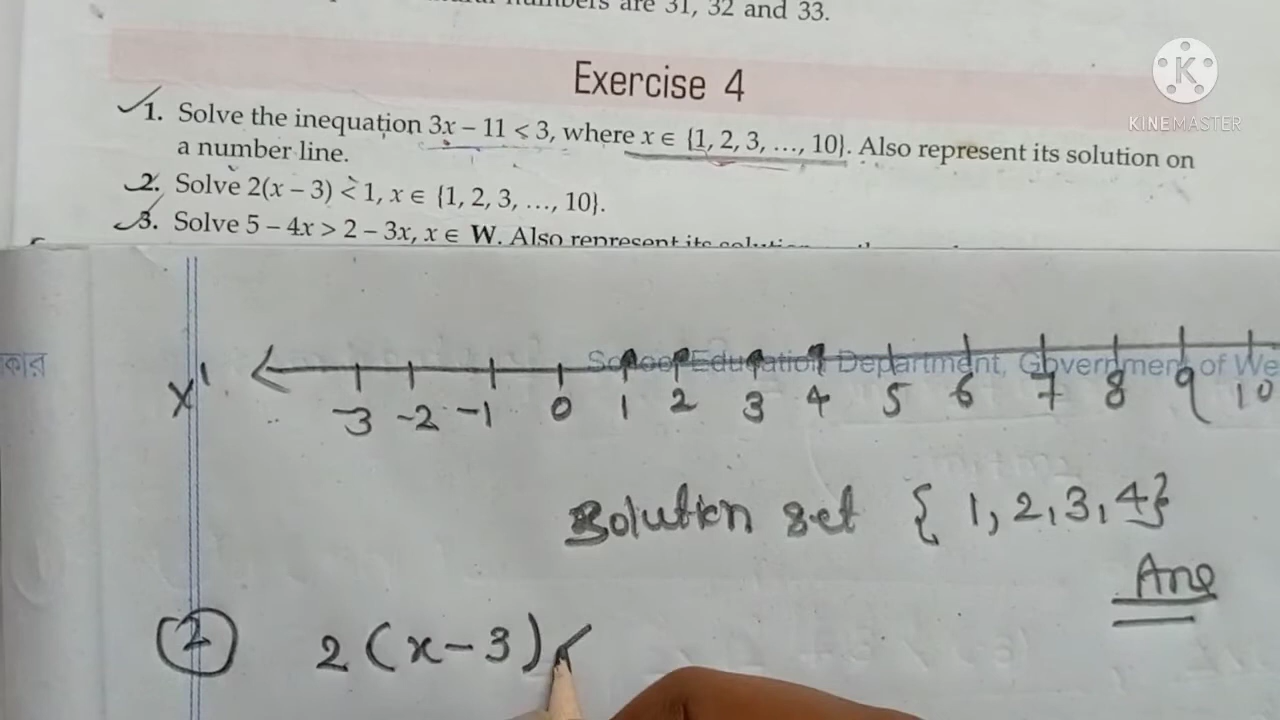 numbers are 31, 32 and 33.
Exercise 4
K
KINEMASTER
1. Solve the inequation 3x – 11 < 3, where x ∈ {1, 2, 3, ..., 10}. Also represent its solution on
a number line.
2. Solve 2(x – 3) < 1, x ∈ {1, 2, 3, ..., 10}.
3. Solve 5 – 4x > 2 – 3x, x ∈ W. Also represent its solution
কার
School Education Department, Government of We
X'
-3 -2 -1 0 1 2 3 4 5 6 7 8 9 10
Solution set { 1, 2, 3, 4}
Ans
2 2(x-3) <